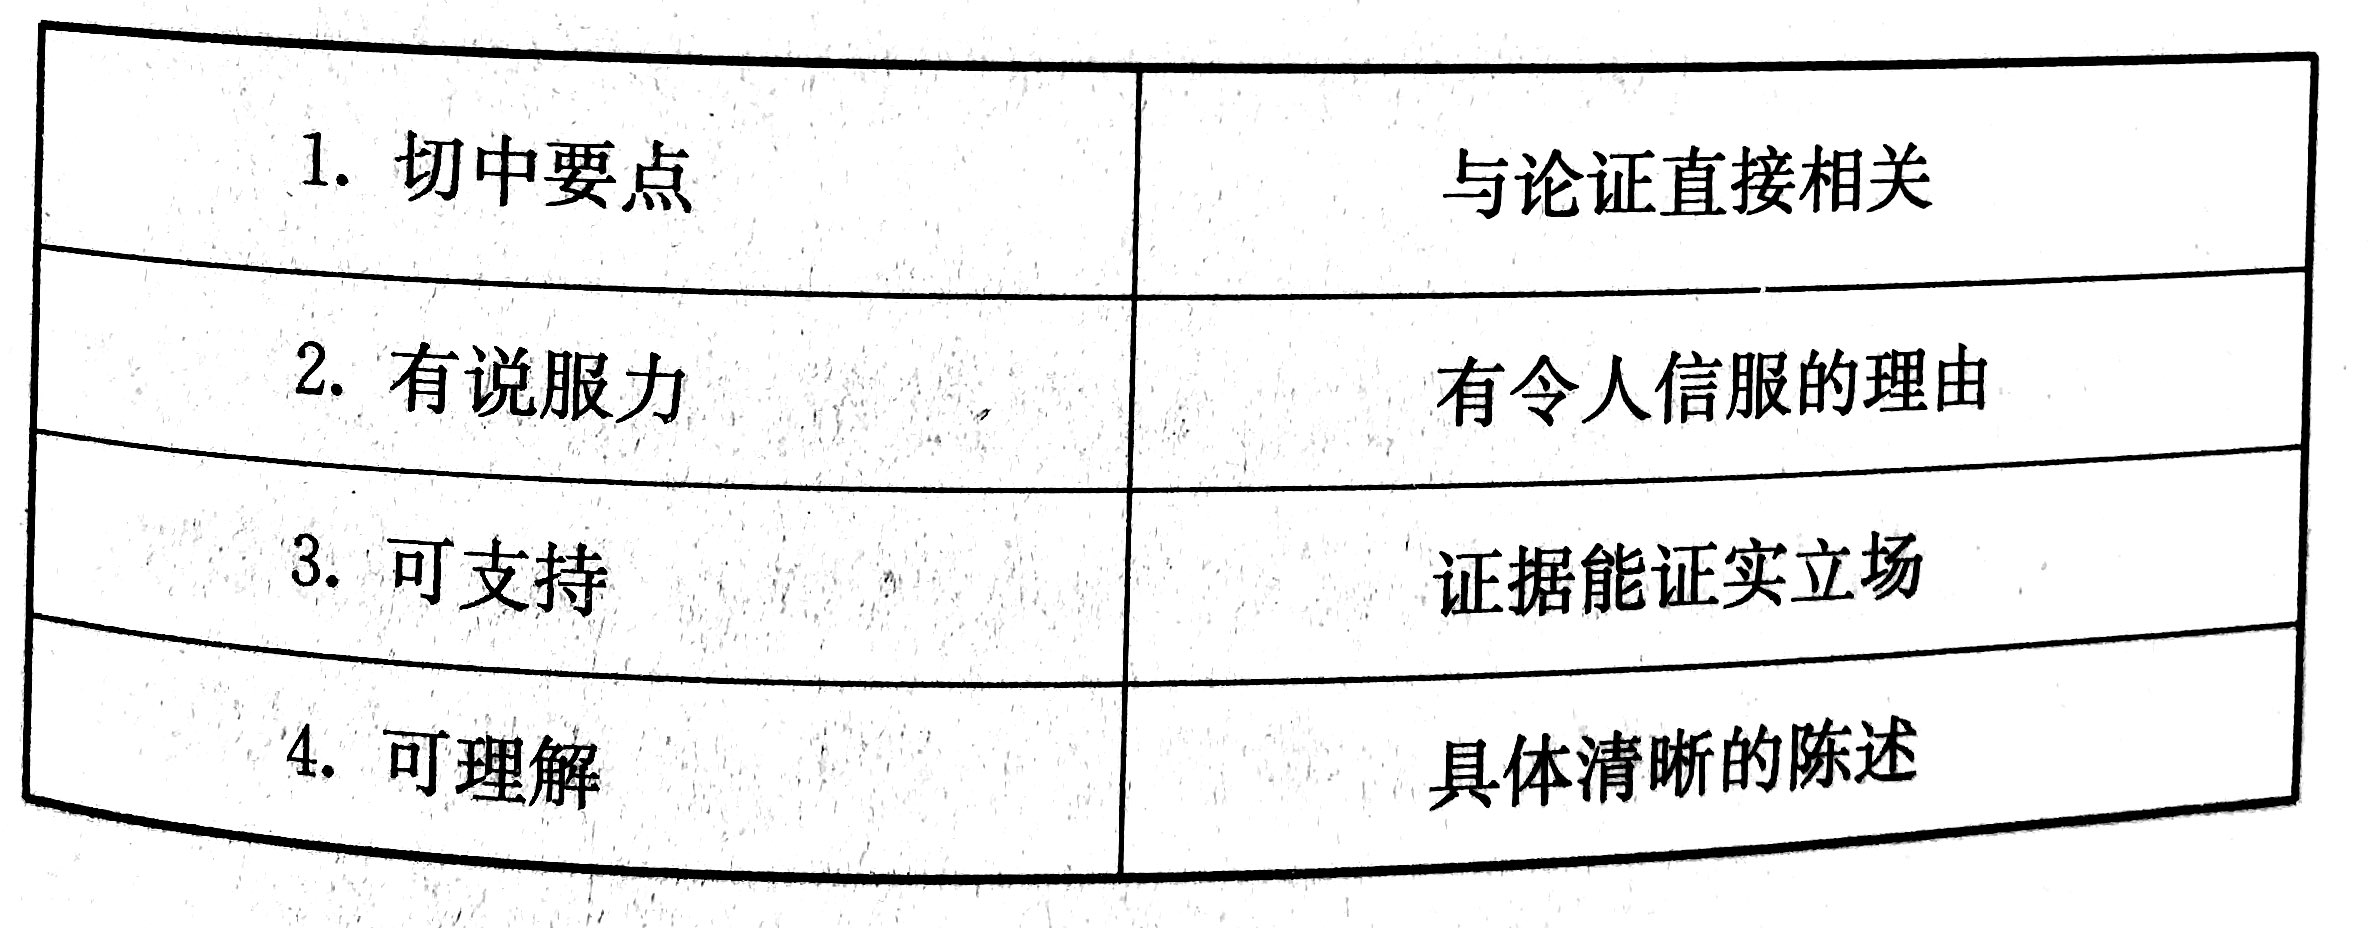 1. 切中要点 与论证直接相关
2. 有说服力 有令人信服的理由
3. 可支持 证据能证实立场
4. 可理解 具体清晰的陈述